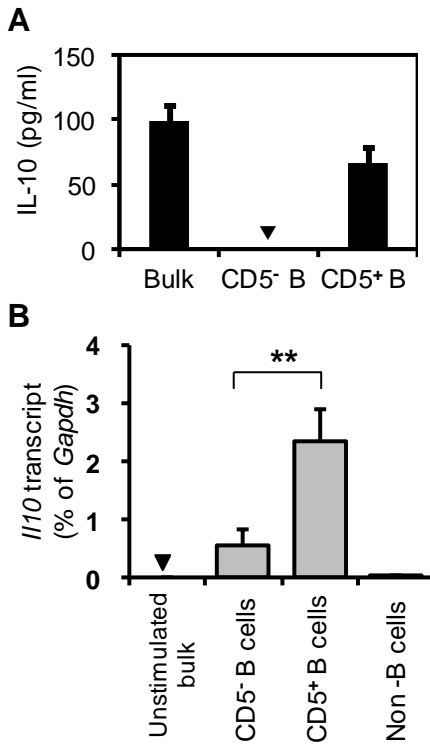 A
IL-10 (pg/ml)
150
100
50
0
Bulk
CD5⁻ B
CD5⁺ B
B
Il10 transcript
(% of Gapdh)
4
3
2
1
0
**
Unstimulated
bulk
CD5⁻ B cells
CD5⁺ B cells
Non -B cells